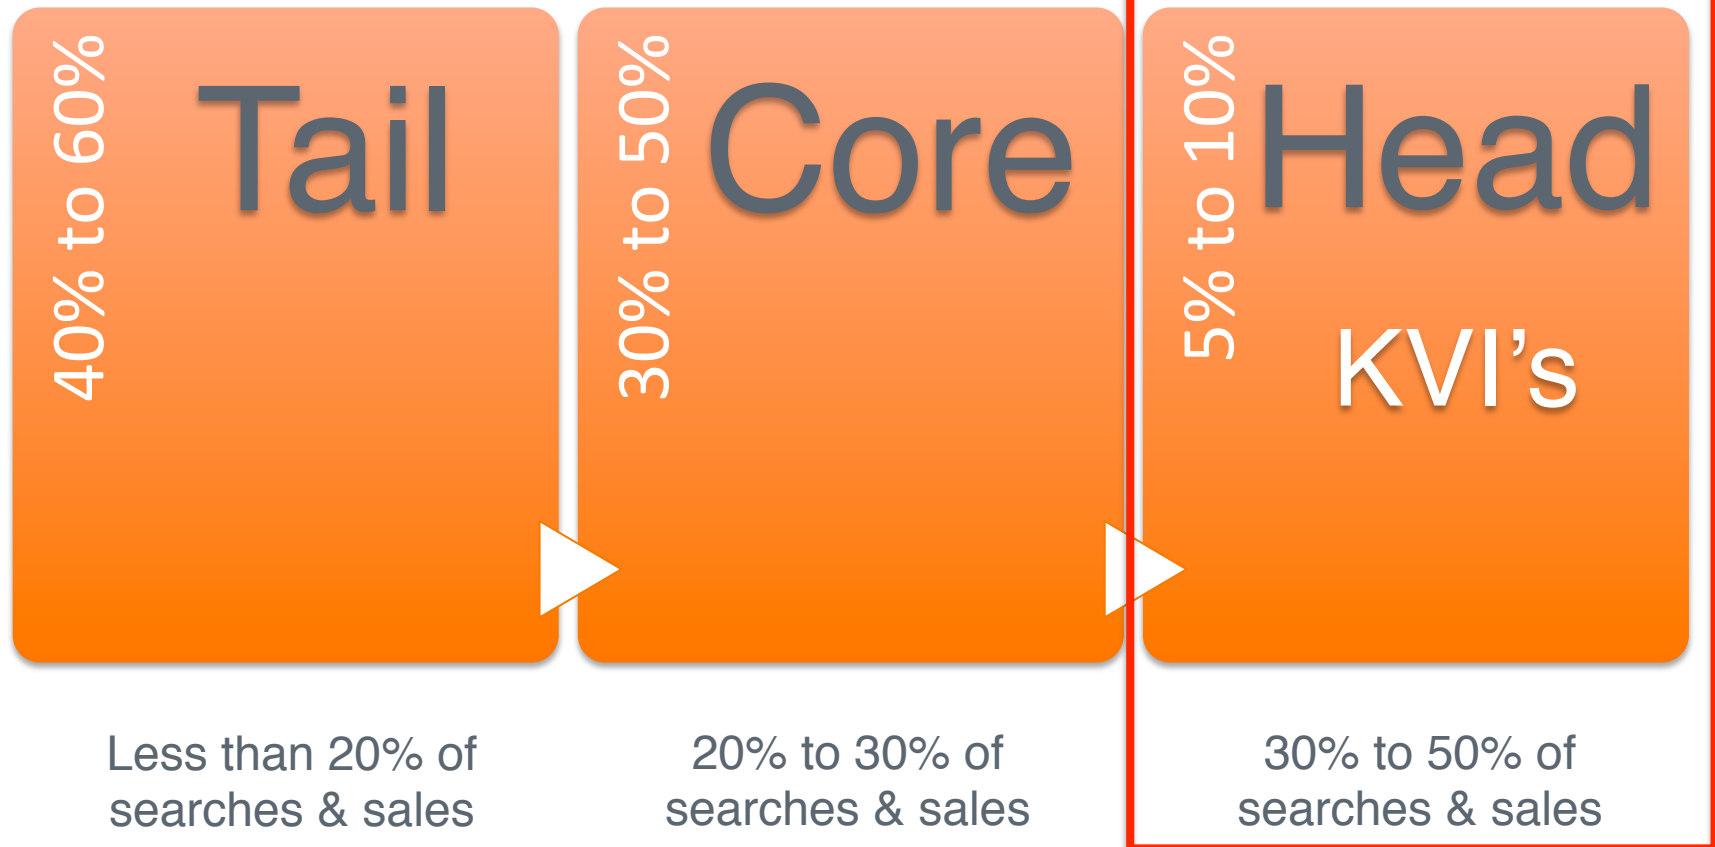 40% to 60%
Tail
30% to 50%
Core
5% to 10%
Head
KVI’s
Less than 20% of
searches & sales
20% to 30% of
searches & sales
30% to 50% of
searches & sales